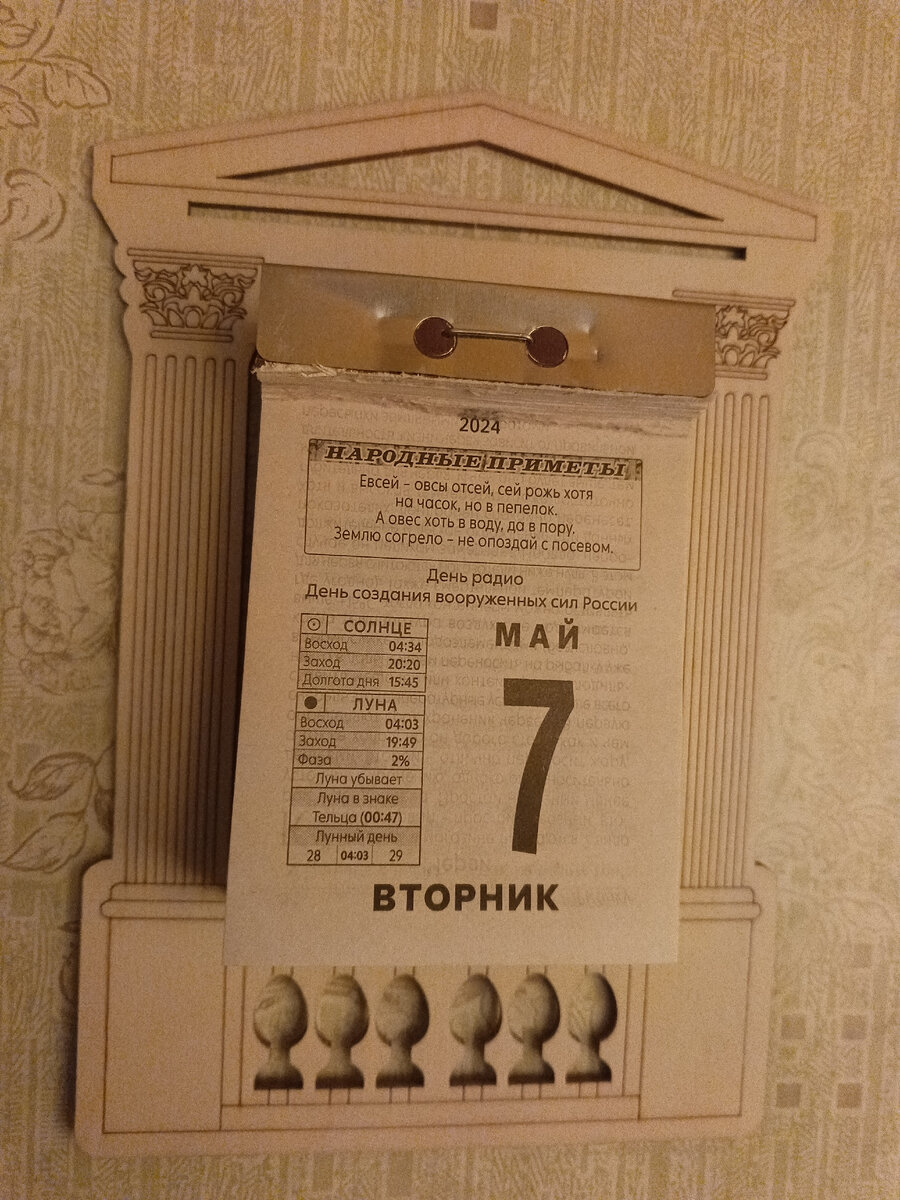 2024
НАРОДНЫЕ ПРИМЕТЫ
Евсей – овсы отсей, сей рожь хотя
на часок, но в пепелок.
А овес хоть в воду, да в пору.
Землю согрело – не опоздай с посевом.
День радио
День создания вооруженных сил России
СОЛНЦЕ
Восход 04:34
Заход 20:20
Долгота дня 15:45
ЛУНА
Восход 04:03
Заход 19:49
Фаза 2%
Луна убывает
Луна в знаке
Тельца (00:47)
Лунный день
28 04:03 29
МАЙ
7
ВТОРНИК